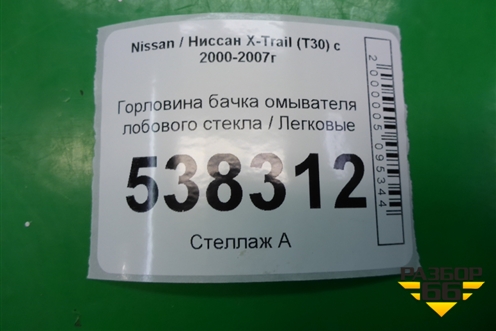 Nissan / Ниссан X-Trail (T30) с
2000-2007г
Горловина бачка омывателя
лобового стекла / Легковые
538312
Стеллаж А
2000005095344
РАЗБОР
66